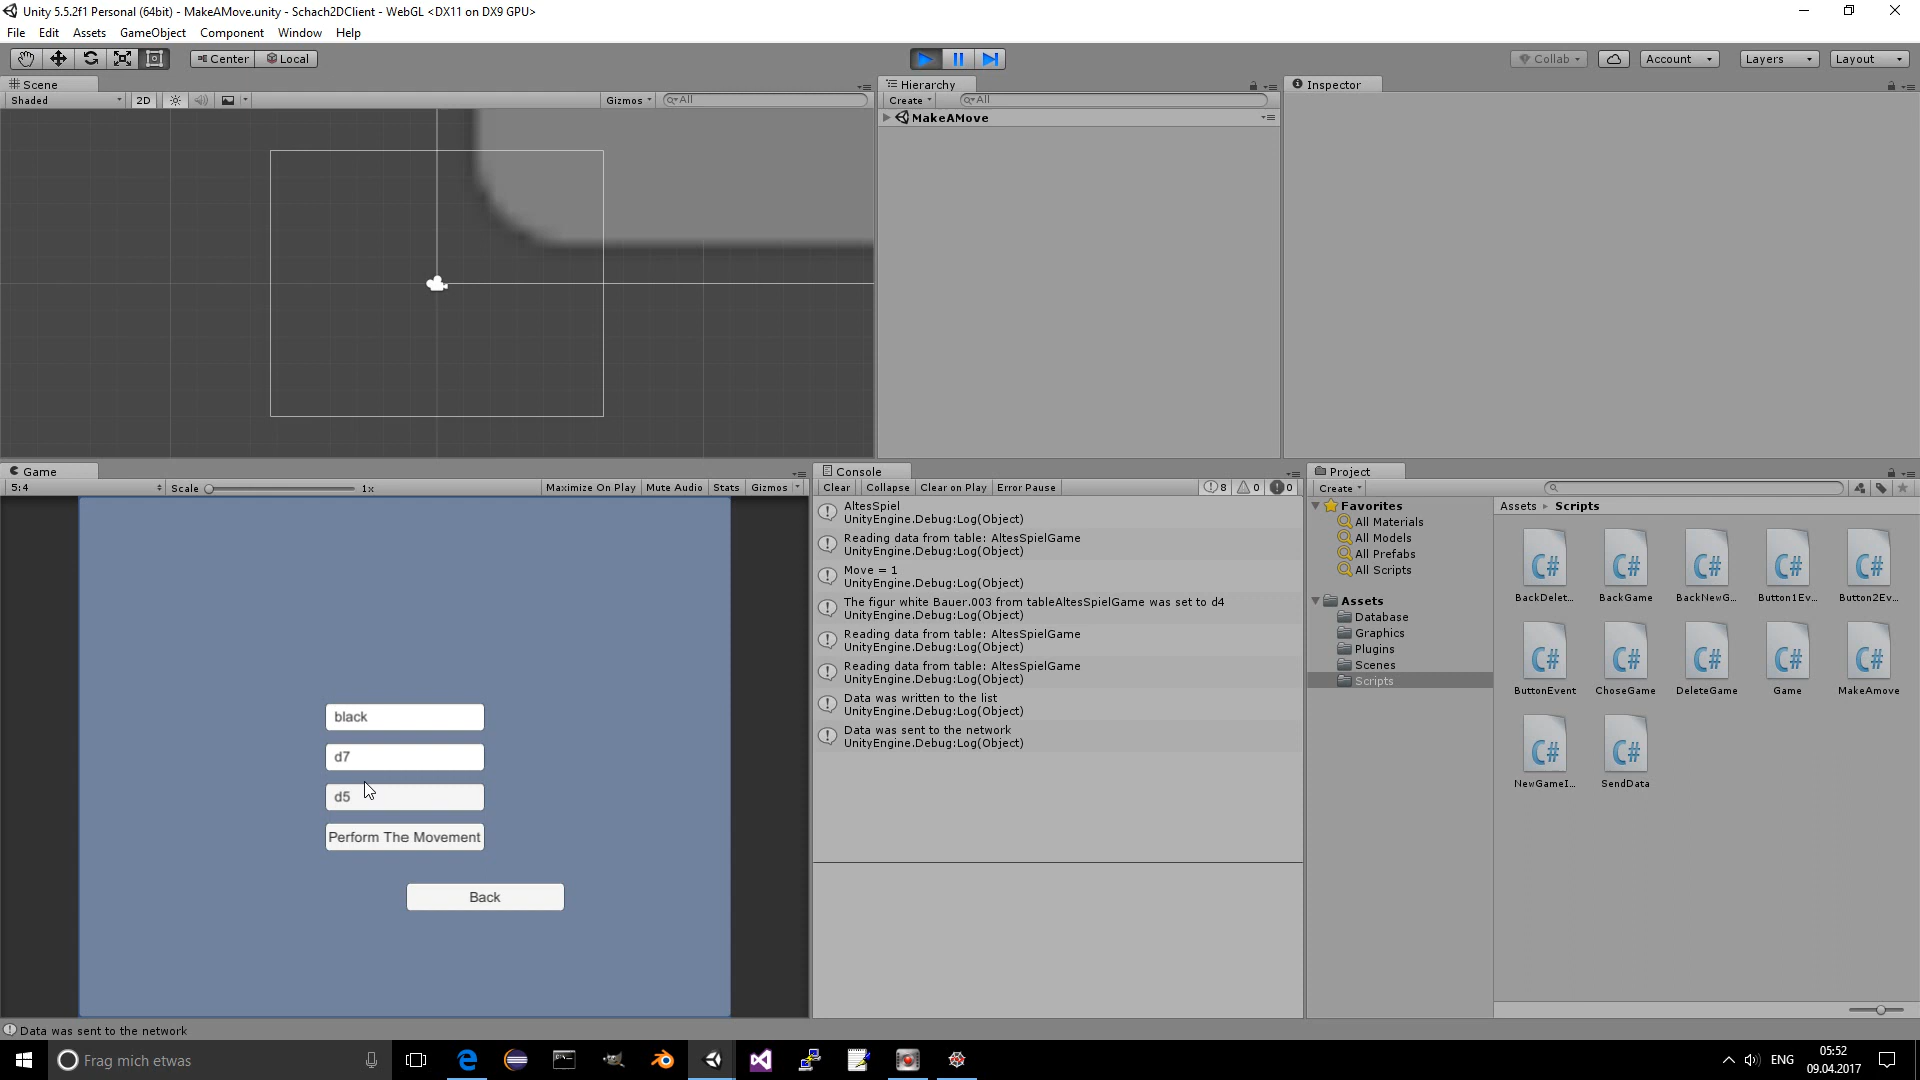 Unity 5.5.2f1 Personal (64bit) - MakeAMove.unity - Schach2DClient - WebGL <DX11 on DX9 GPU>
File Edit Assets GameObject Component Window Help
Center Local Collab Account Layers Layout
Scene
Shaded 2D Gizmos All
Hierarchy
Create All
MakeAMove
Inspector
Game
5:4 Scale 1x Maximize On Play Mute Audio Stats Gizmos
black
d7
d5
Perform The Movement
Back
Console
Clear Collapse Clear on Play Error Pause 8 0 0
AltesSpiel
UnityEngine.Debug:Log(Object)
Reading data from table: AltesSpielGame
UnityEngine.Debug:Log(Object)
Move = 1
UnityEngine.Debug:Log(Object)
The figur white Bauer.003 from tableAltesSpielGame was set to d4
UnityEngine.Debug:Log(Object)
Reading data from table: AltesSpielGame
UnityEngine.Debug:Log(Object)
Reading data from table: AltesSpielGame
UnityEngine.Debug:Log(Object)
Data was written to the list
UnityEngine.Debug:Log(Object)
Data was sent to the network
UnityEngine.Debug:Log(Object)
Project
Create
Favorites
All Materials
All Models
All Prefabs
All Scripts
Assets
Database
Graphics
Plugins
Scenes
Scripts
Assets Scripts
C# C# C# C# C#
BackDelet... BackGame BackNewG... Button1Ev... Button2Ev...
C# C# C# C# C#
ButtonEvent ChoseGame DeleteGame Game MakeAmove
C# C#
NewGameI... SendData
Data was sent to the network
Frag mich etwas
ENG
05:52
09.04.2017